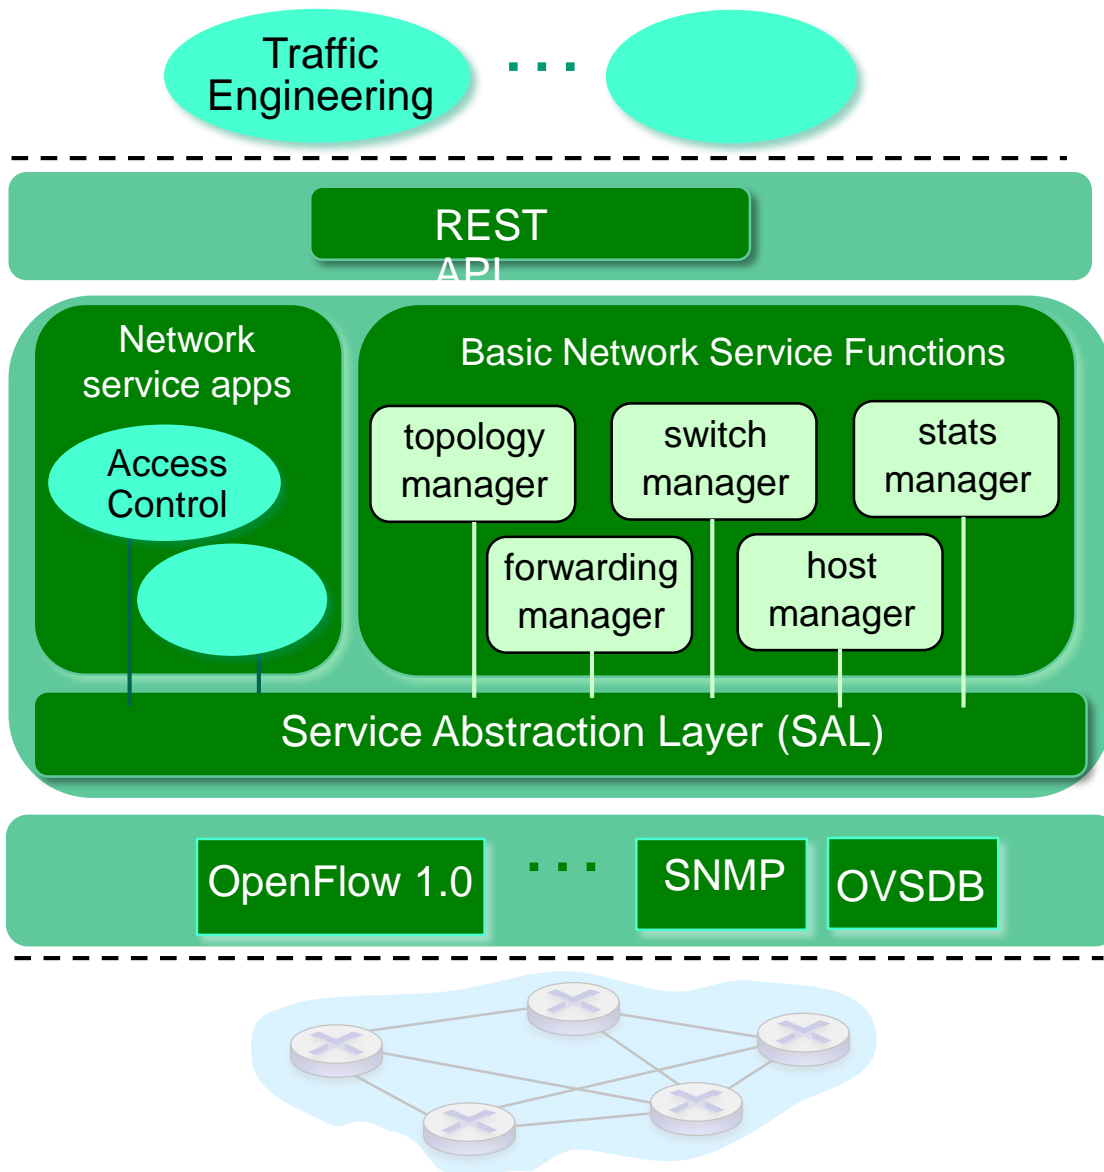 Traffic
Engineering
REST
API
Network
service apps
Basic Network Service Functions
topology
manager
switch
manager
stats
manager
Access
Control
forwarding
manager
host
manager
Service Abstraction Layer (SAL)
OpenFlow 1.0
SNMP
OVSDB